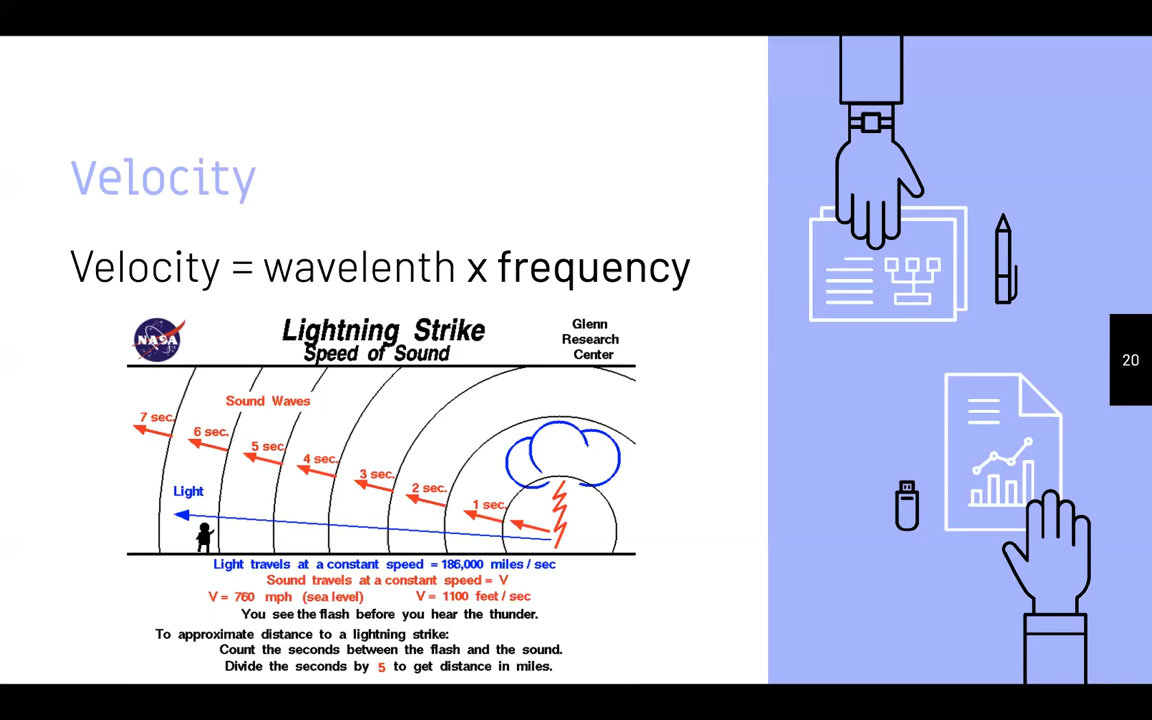 Velocity
Velocity = wavelenth x frequency
NASA
Lightning Strike
Speed of Sound
Glenn
Research
Center
Sound Waves
7 sec.
6 sec.
5 sec.
4 sec.
3 sec.
2 sec.
1 sec.
Light
Light travels at a constant speed = 186,000 miles / sec
Sound travels at a constant speed = V
V = 760 mph (sea level) V = 1100 feet / sec
You see the flash before you hear the thunder.
To approximate distance to a lightning strike:
Count the seconds between the flash and the sound.
Divide the seconds by 5 to get distance in miles.
20